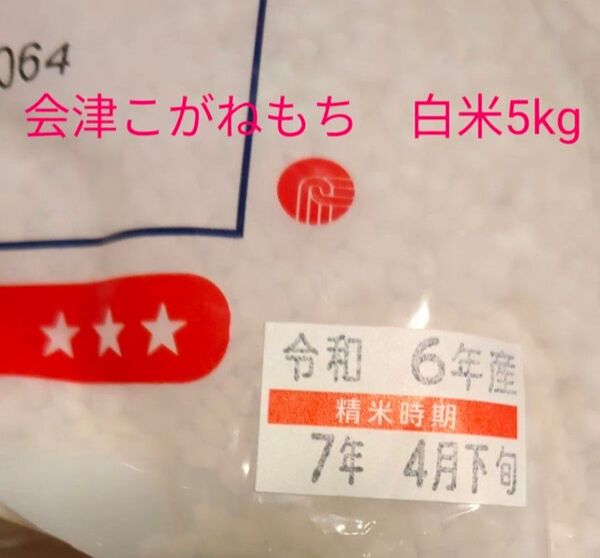 064
会津こがねもち 白米5kg
令和 6年産
精米時期
7年 4月下旬